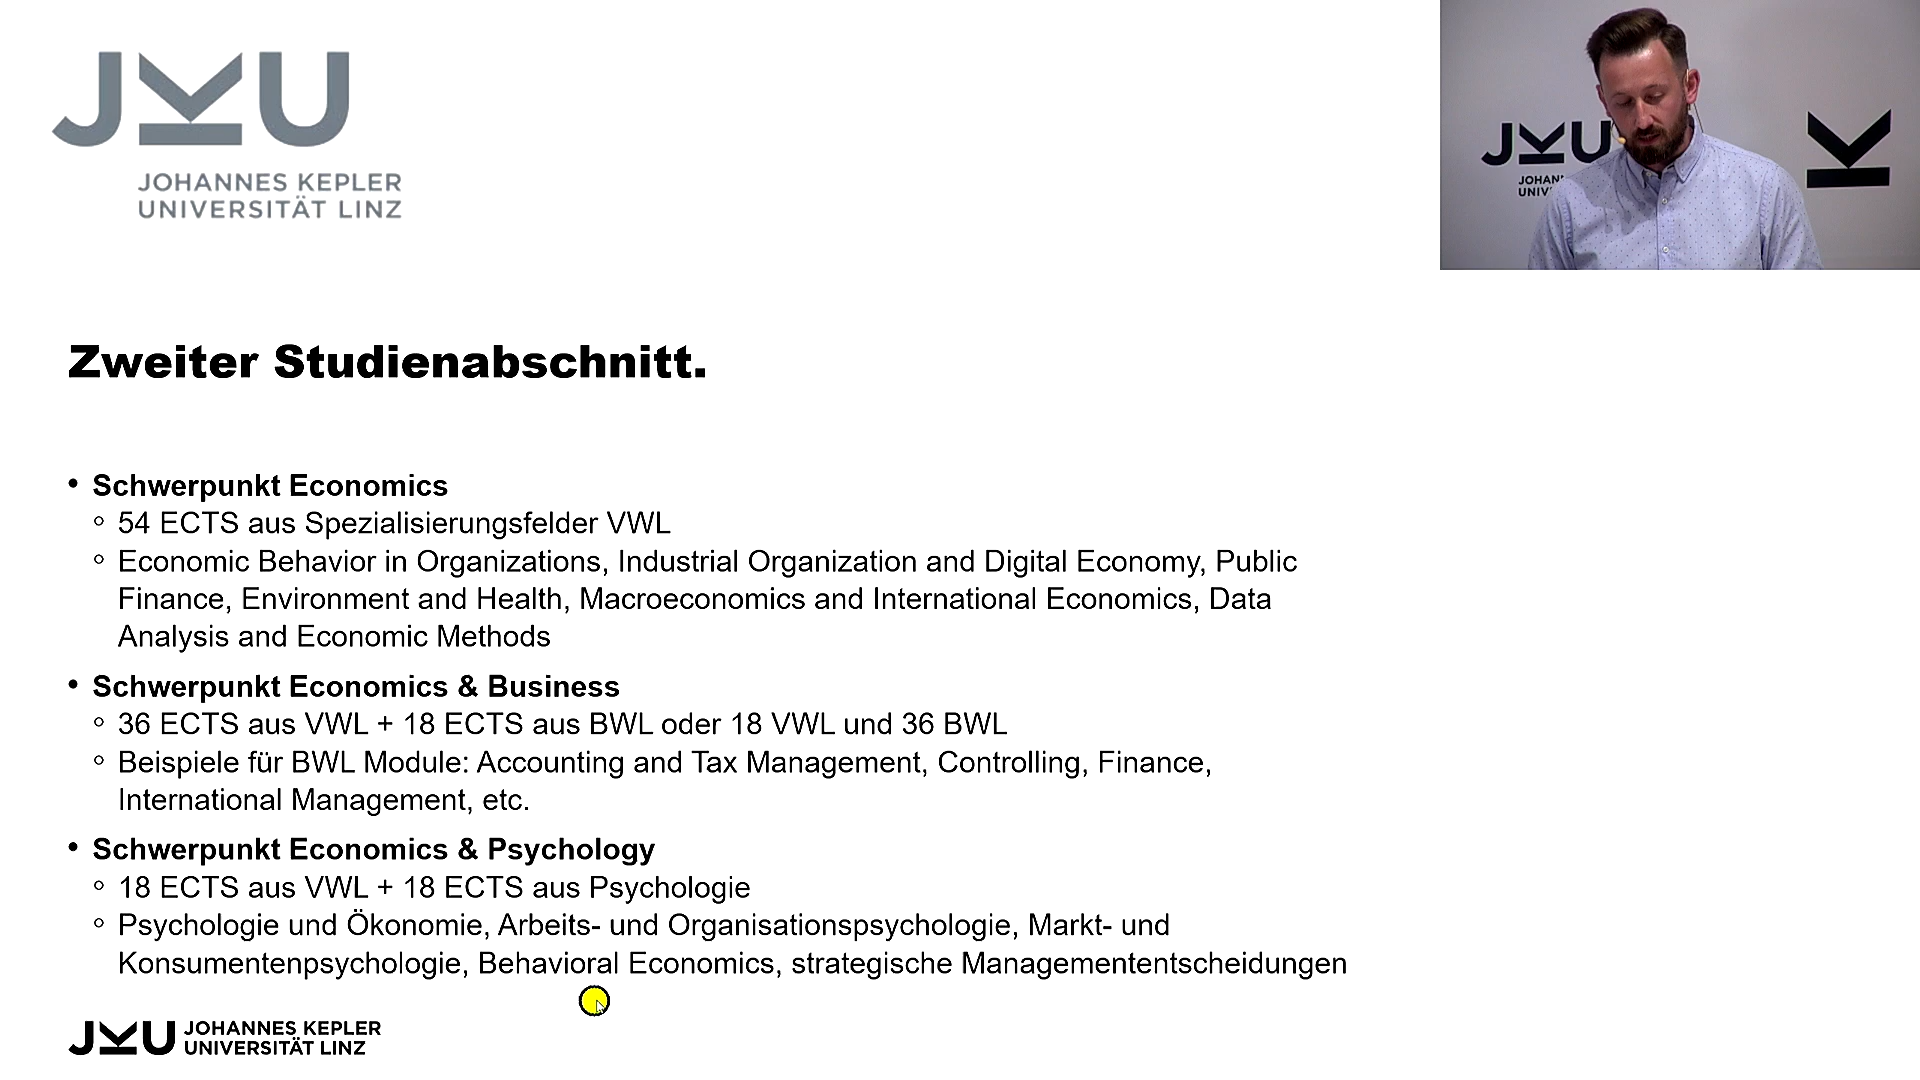 JKU
JOHANNES KEPLER
UNIVERSITÄT LINZ
JKU
JOHAN
UNIV
Zweiter Studienabschnitt.
• Schwerpunkt Economics
◦ 54 ECTS aus Spezialisierungsfelder VWL
◦ Economic Behavior in Organizations, Industrial Organization and Digital Economy, Public
Finance, Environment and Health, Macroeconomics and International Economics, Data
Analysis and Economic Methods
• Schwerpunkt Economics & Business
◦ 36 ECTS aus VWL + 18 ECTS aus BWL oder 18 VWL und 36 BWL
◦ Beispiele für BWL Module: Accounting and Tax Management, Controlling, Finance,
International Management, etc.
• Schwerpunkt Economics & Psychology
◦ 18 ECTS aus VWL + 18 ECTS aus Psychologie
◦ Psychologie und Ökonomie, Arbeits- und Organisationspsychologie, Markt- und
Konsumentenpsychologie, Behavioral Economics, strategische Managemententscheidungen
JKU JOHANNES KEPLER
UNIVERSITÄT LINZ